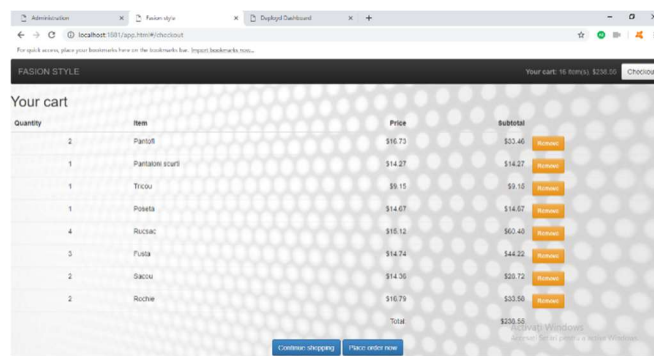 Administration
Fasion style
Deployd Dashboard
localhost:1681/app.html#/checkout
For quick access, place your bookmarks here on the bookmarks bar. Import bookmarks now...
FASION STYLE
Your cart: 16 item(s), $238.55
Checkou
Your cart
Quantity Item Price Subtotal
2 Pantofi $16.73 $33.46 Remove
1 Pantaloni scurti $14.27 $14.27 Remove
1 Tricou $9.15 $9.15 Remove
1 Poseta $14.67 $14.67 Remove
4 Rucsac $15.12 $60.48 Remove
3 Fusta $14.74 $44.22 Remove
2 Sacou $14.36 $28.72 Remove
2 Rochie $16.79 $33.58 Remove
Total: $238.55
Activați Windows
Continue shopping Place order now